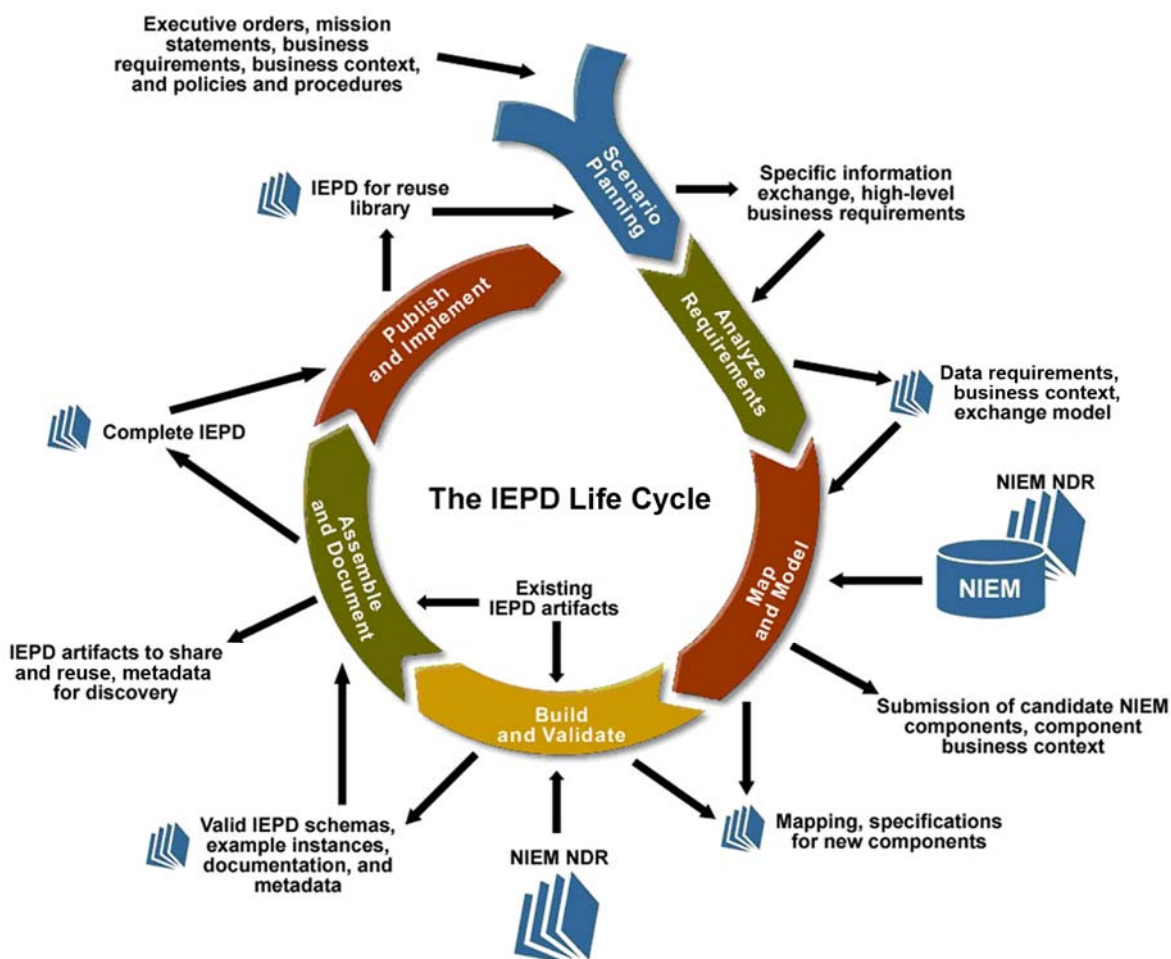 Executive orders, mission
statements, business
requirements, business context,
and policies and procedures
Scenario
Planning
IEPD for reuse
library
Specific information
exchange, high-level
business requirements
Publish
and Implement
Analyze
Requirements
Data requirements,
business context,
exchange model
Complete IEPD
The IEPD Life Cycle
NIEM NDR
NIEM
Assemble
and Document
Map
and Model
Existing
IEPD artifacts
IEPD artifacts to share
and reuse, metadata
for discovery
Build
and Validate
Submission of candidate NIEM
components, component
business context
Valid IEPD schemas,
example instances,
documentation, and
metadata
NIEM NDR
Mapping, specifications
for new components